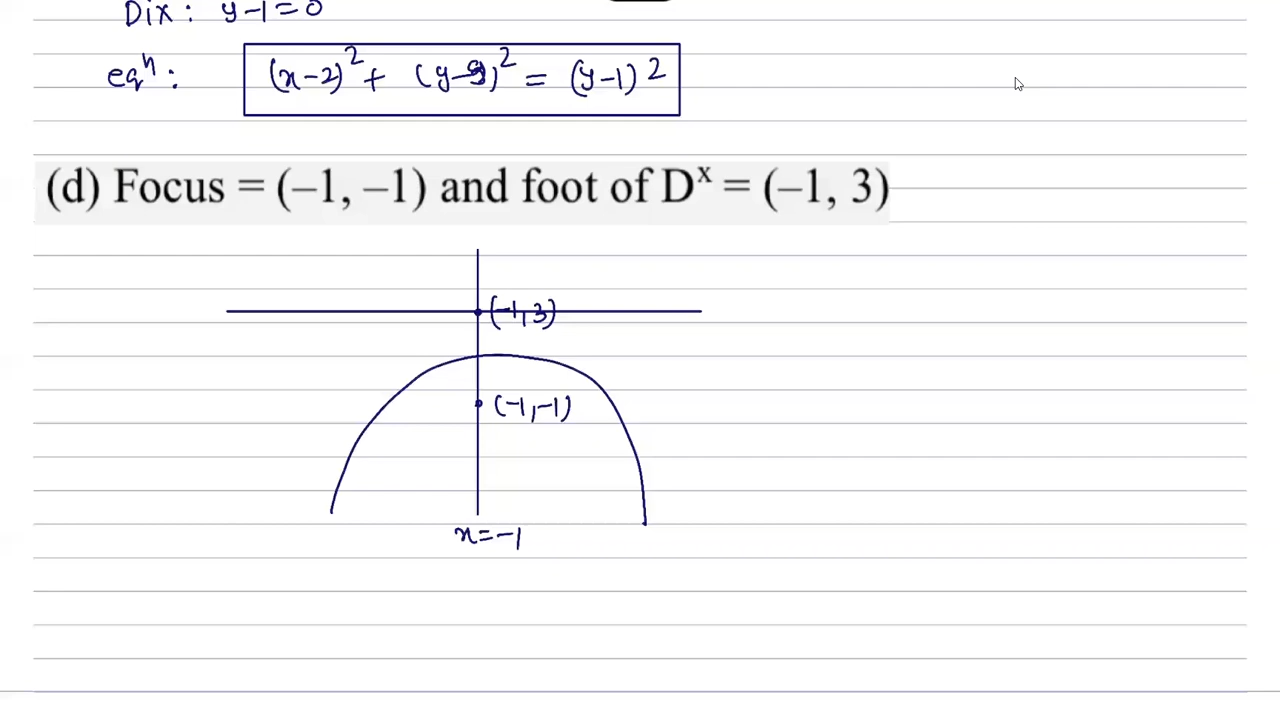 Dix : y-1=0
eqⁿ : (x-2)² + (y-9)² = (y-1)²
(d) Focus = (–1, –1) and foot of Dˣ = (–1, 3)
(-1,3)
(-1,-1)
x=-1